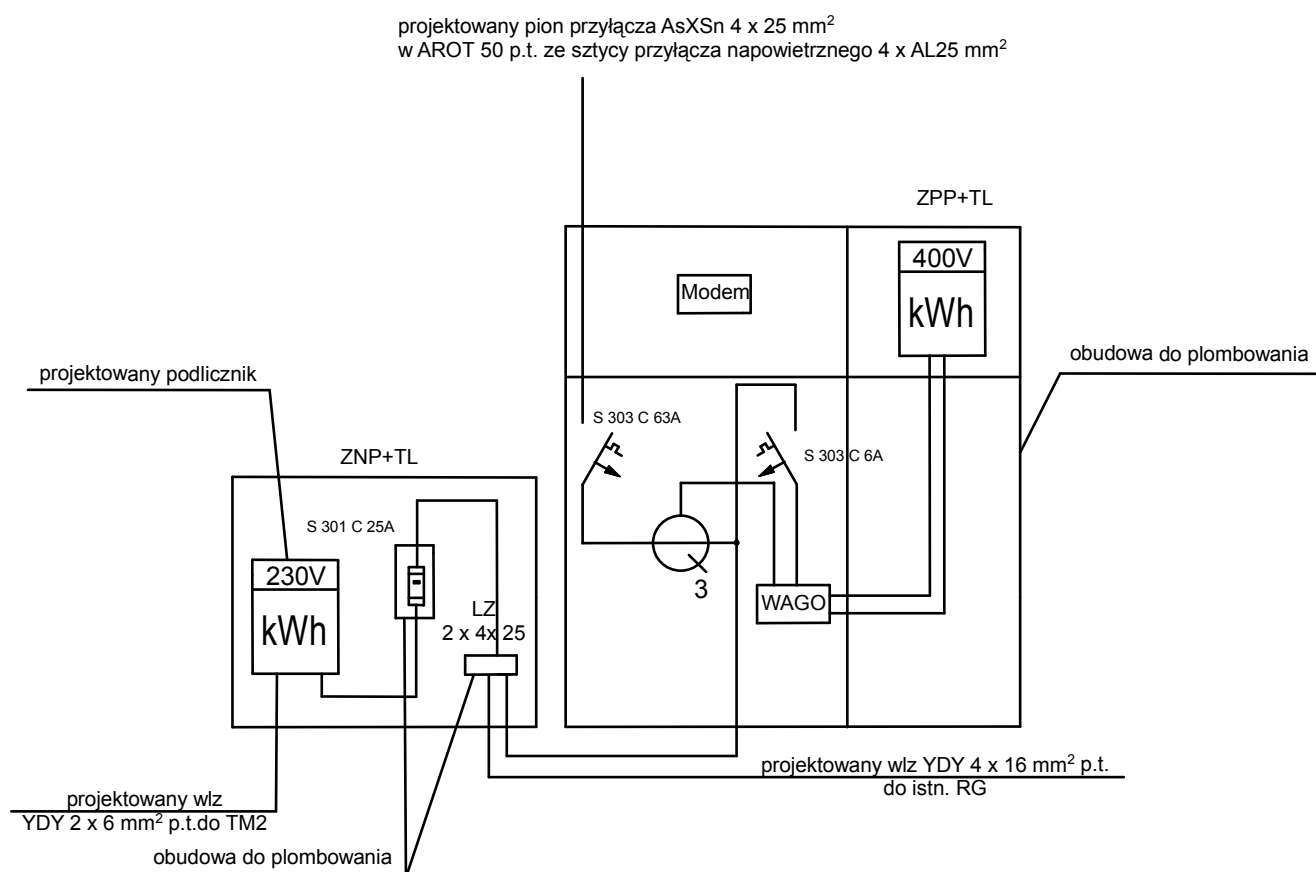 projektowany pion przyłącza AsXSn 4 x 25 mm²
w AROT 50 p.t. ze sztycy przyłącza napowietrznego 4 x AL25 mm²
ZPP+TL
400V
kWh
Modem
obudowa do plombowania
projektowany podlicznik
S 303 C 63A
S 303 C 6A
ZNP+TL
S 301 C 25A
230V
kWh
3
WAGO
LZ
2 x 4x 25
projektowany wlz YDY 4 x 16 mm² p.t.
do istn. RG
projektowany wlz
YDY 2 x 6 mm² p.t.do TM2
obudowa do plombowania